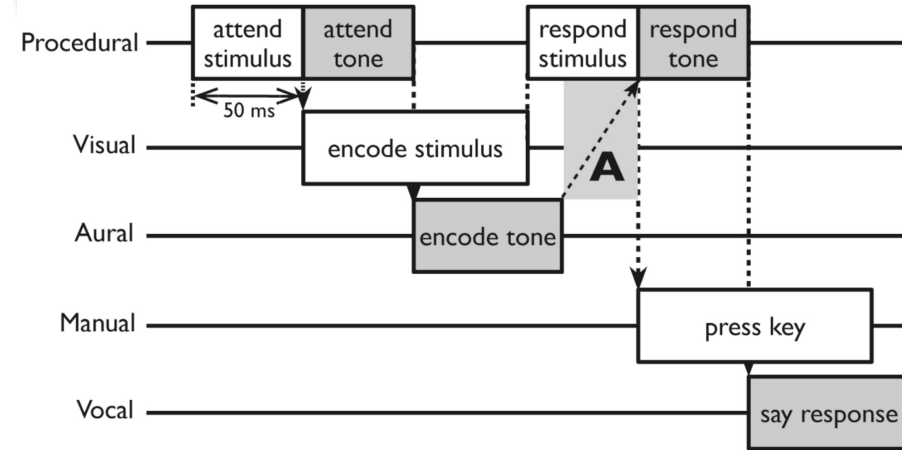 Procedural
attend
stimulus
attend
tone
respond
stimulus
respond
tone
50 ms
Visual
encode stimulus
A
Aural
encode tone
Manual
press key
Vocal
say response